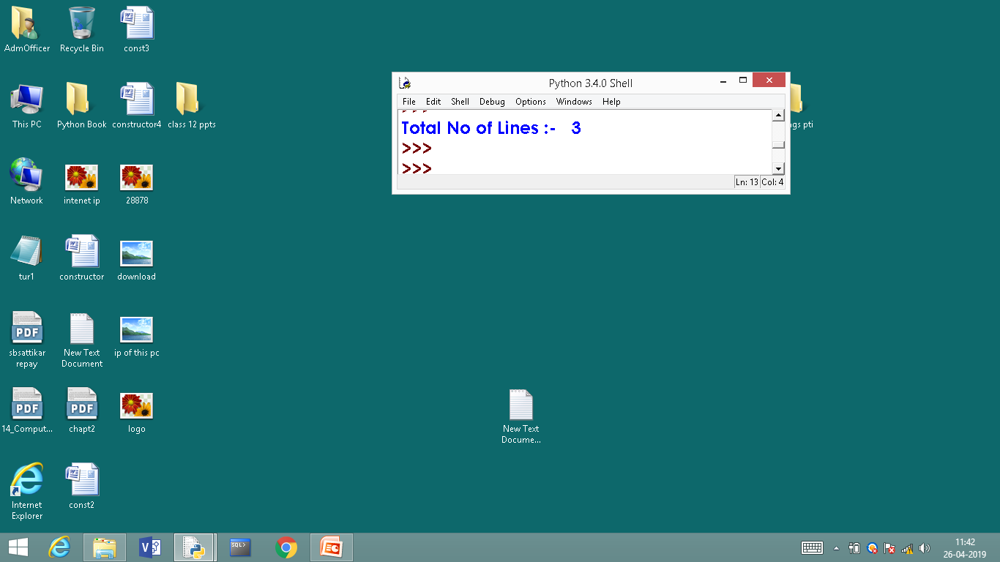 AdmOfficer
Recycle Bin
const3
Python 3.4.0 Shell
File Edit Shell Debug Options Windows Help
Total No of Lines :- 3
>>>
>>>
Ln: 13 Col: 4
This PC
Python Book
constructor4
class 12 ppts
ngs pti
Network
intenet ip
28878
tur1
constructor
download
sbsattikar
repay
New Text
Document
ip of this pc
14_Comput...
chapt2
logo
New Text
Docume...
Internet
Explorer
const2
SQL>
11:42
26-04-2019